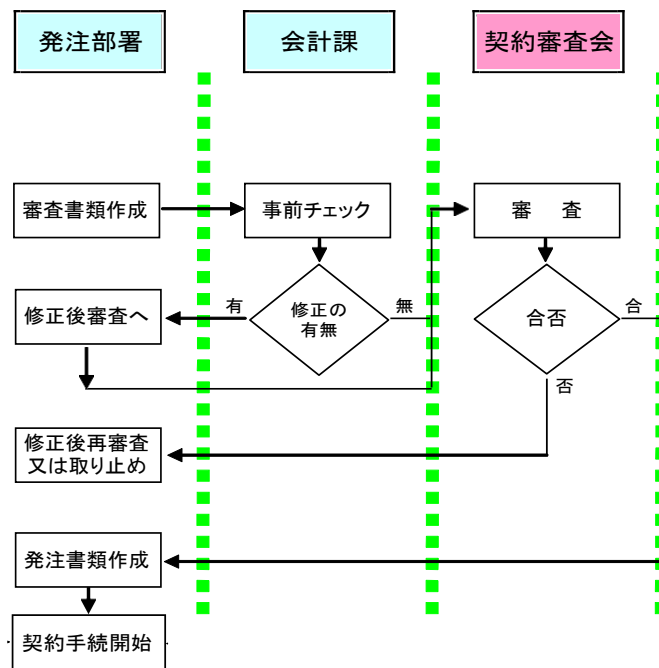 発注部署
会計課
契約審査会
審査書類作成
事前チェック
審 査
修正後審査へ
有
修正の
有無
無
合否
合
否
修正後再審査
又は取り止め
発注書類作成
契約手続開始